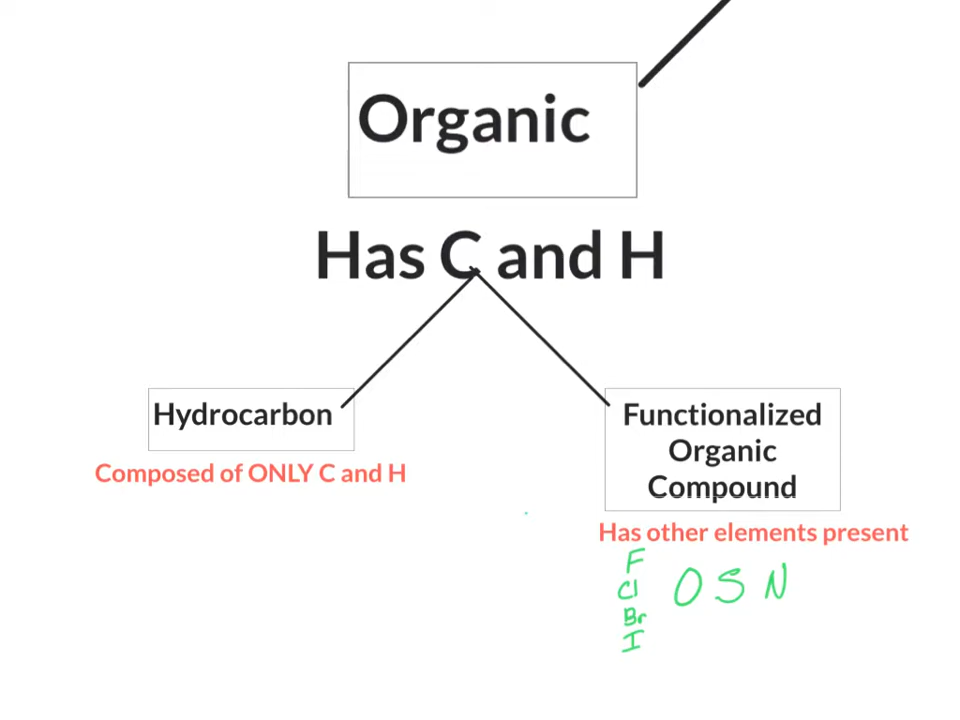 Organic
Has C and H
Hydrocarbon
Composed of ONLY C and H
Functionalized
Organic
Compound
Has other elements present
F
Cl
Br
I
O S N